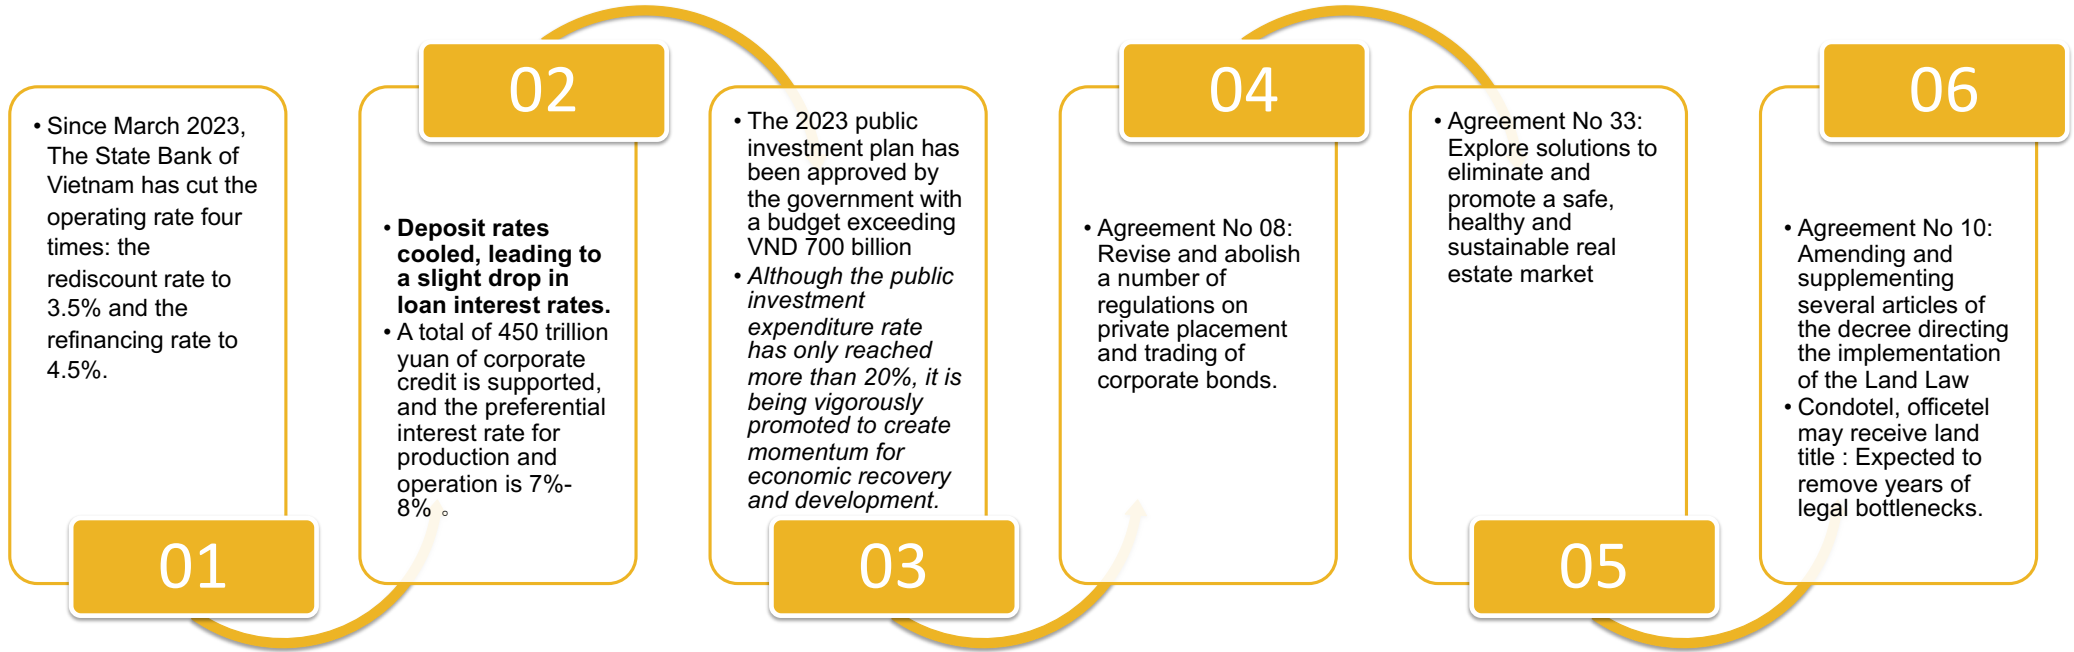 • Since March 2023,
The State Bank of
Vietnam has cut the
operating rate four
times: the
rediscount rate to
3.5% and the
refinancing rate to
4.5%.
01
02
• Deposit rates
cooled, leading to
a slight drop in
loan interest rates.
• A total of 450 trillion
yuan of corporate
credit is supported,
and the preferential
interest rate for
production and
operation is 7%-
8% 。
• The 2023 public
investment plan has
been approved by
the government with
a budget exceeding
VND 700 billion
• Although the public
investment
expenditure rate
has only reached
more than 20%, it is
being vigorously
promoted to create
momentum for
economic recovery
and development.
03
04
• Agreement No 08:
Revise and abolish
a number of
regulations on
private placement
and trading of
corporate bonds.
• Agreement No 33:
Explore solutions to
eliminate and
promote a safe,
healthy and
sustainable real
estate market
05
06
• Agreement No 10:
Amending and
supplementing
several articles of
the decree directing
the implementation
of the Land Law
• Condotel, officetel
may receive land
title : Expected to
remove years of
legal bottlenecks.